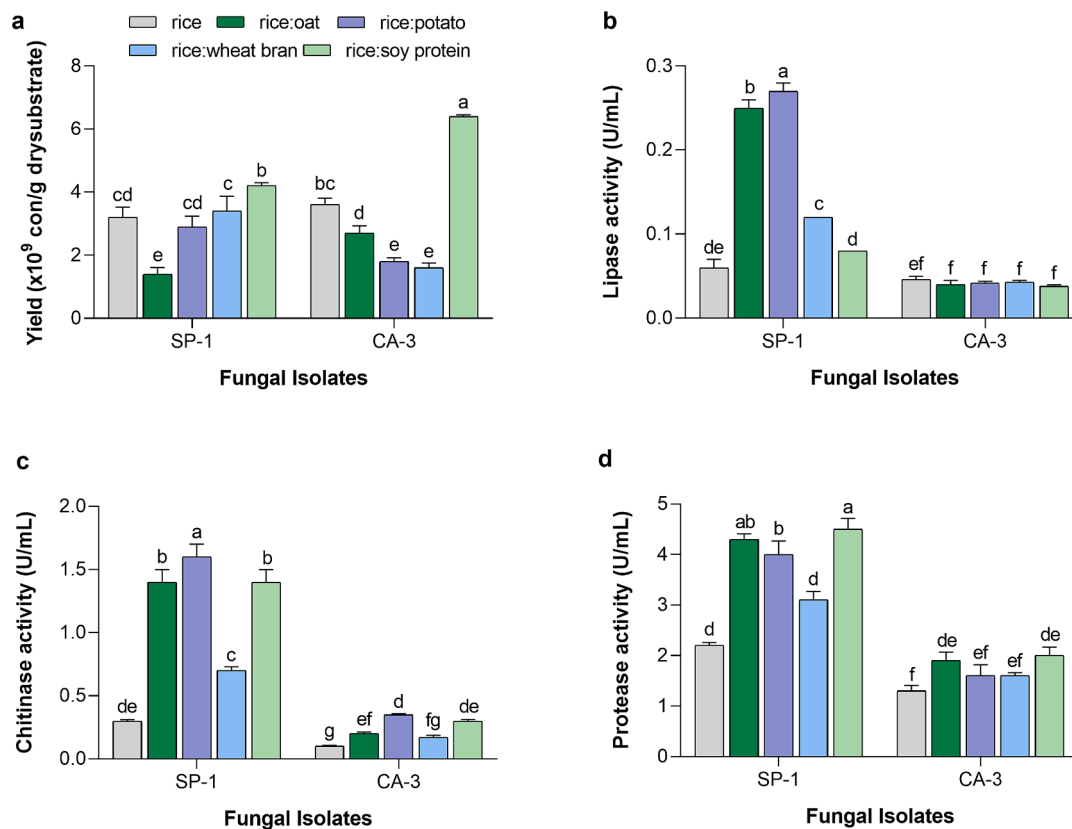 a
rice rice:oat rice:potato
rice:wheat bran rice:soy protein
Yield (x10⁹ con/g drysubstrate)
8
6
4
2
0
cd e cd c b bc d e e a
SP-1 CA-3
Fungal Isolates
b
Lipase activity (U/mL)
0.3
0.2
0.1
0.0
de b a c d ef f f f f
SP-1 CA-3
Fungal Isolates
c
Chitinase activity (U/mL)
2.0
1.5
1.0
0.5
0.0
de b a c b g ef d fg de
SP-1 CA-3
Fungal Isolates
d
Protease activity (U/mL)
5
4
3
2
1
0
d ab b d a f de ef ef de
SP-1 CA-3
Fungal Isolates